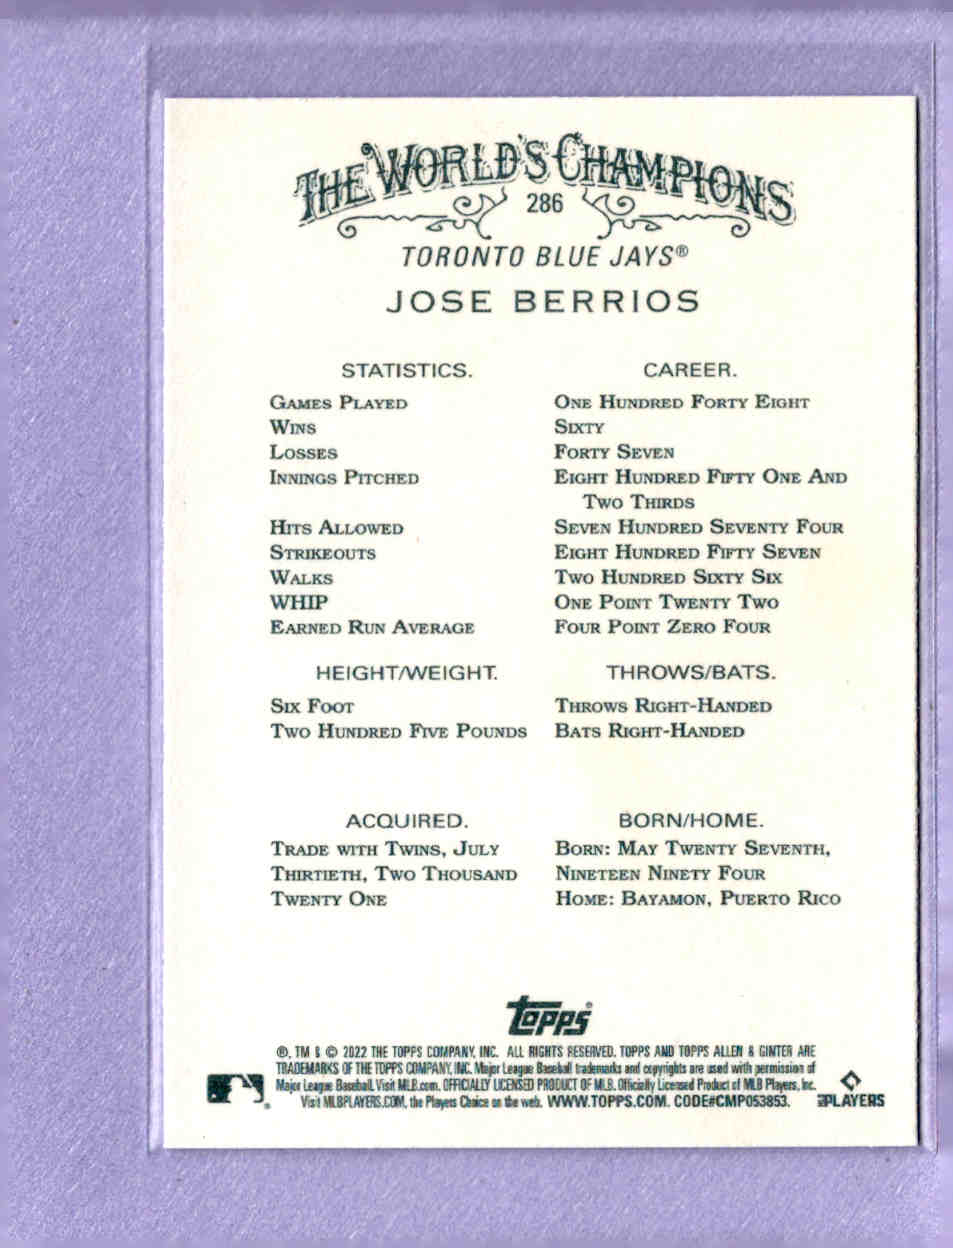 THE WORLD'S CHAMPIONS
286
TORONTO BLUE JAYS®
JOSE BERRIOS
STATISTICS. CAREER.
GAMES PLAYED ONE HUNDRED FORTY EIGHT
WINS SIXTY
LOSSES FORTY SEVEN
INNINGS PITCHED EIGHT HUNDRED FIFTY ONE AND
TWO THIRDS
HITS ALLOWED SEVEN HUNDRED SEVENTY FOUR
STRIKEOUTS EIGHT HUNDRED FIFTY SEVEN
WALKS TWO HUNDRED SIXTY SIX
WHIP ONE POINT TWENTY TWO
EARNED RUN AVERAGE FOUR POINT ZERO FOUR
HEIGHT/WEIGHT. THROWS/BATS.
SIX FOOT THROWS RIGHT-HANDED
TWO HUNDRED FIVE POUNDS BATS RIGHT-HANDED
ACQUIRED. BORN/HOME.
TRADE WITH TWINS, JULY BORN: MAY TWENTY SEVENTH,
THIRTIETH, TWO THOUSAND NINETEEN NINETY FOUR
TWENTY ONE HOME: BAYAMON, PUERTO RICO
topps®
®, TM & © 2022 THE TOPPS COMPANY, INC. ALL RIGHTS RESERVED. TOPPS AND TOPPS ALLEN & GINTER ARE
TRADEMARKS OF THE TOPPS COMPANY, INC. Major League Baseball trademarks and copyrights are used with permission of
Major League Baseball. Visit MLB.com. OFFICIALLY LICENSED PRODUCT OF MLB. Officially Licensed Product of MLB Players, Inc.
Visit MLBPLAYERS.COM, the Players Choice on the web. WWW.TOPPS.COM. CODE#CMP053853.
PLAYERS